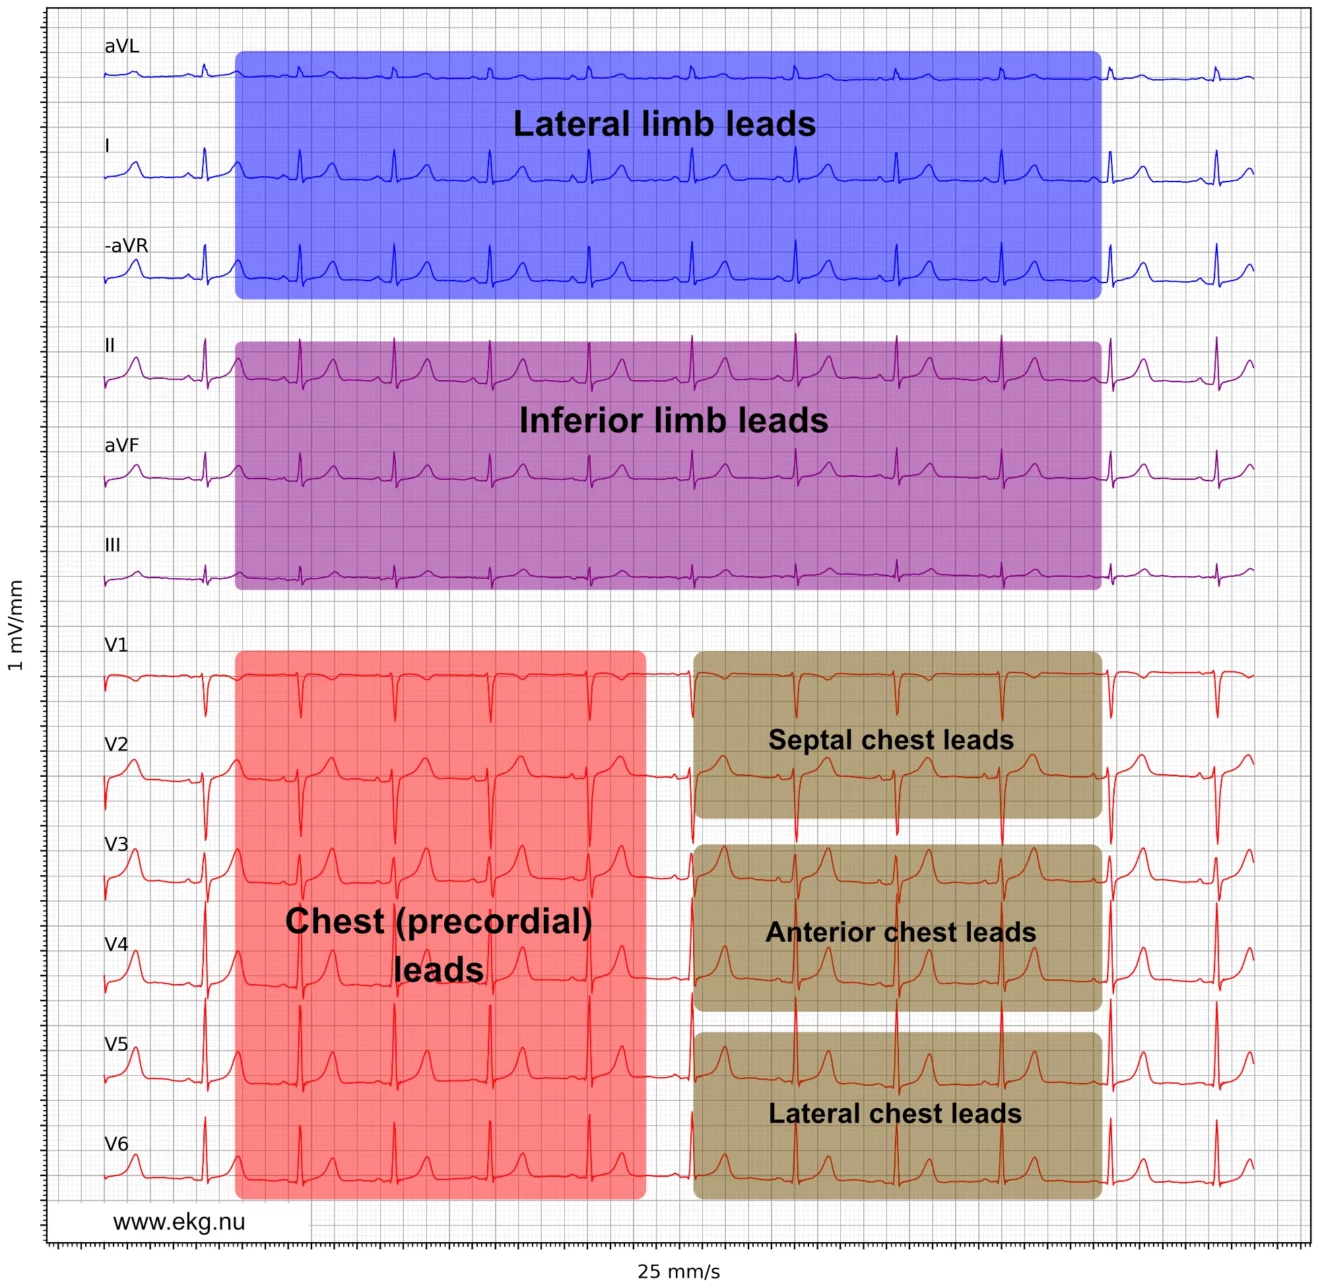 aVL
Lateral limb leads
I
-aVR
II
Inferior limb leads
aVF
III
1 mV/mm
V1
V2
Septal chest leads
V3
Chest (precordial)
leads
Anterior chest leads
V4
V5
Lateral chest leads
V6
www.ekg.nu
25 mm/s